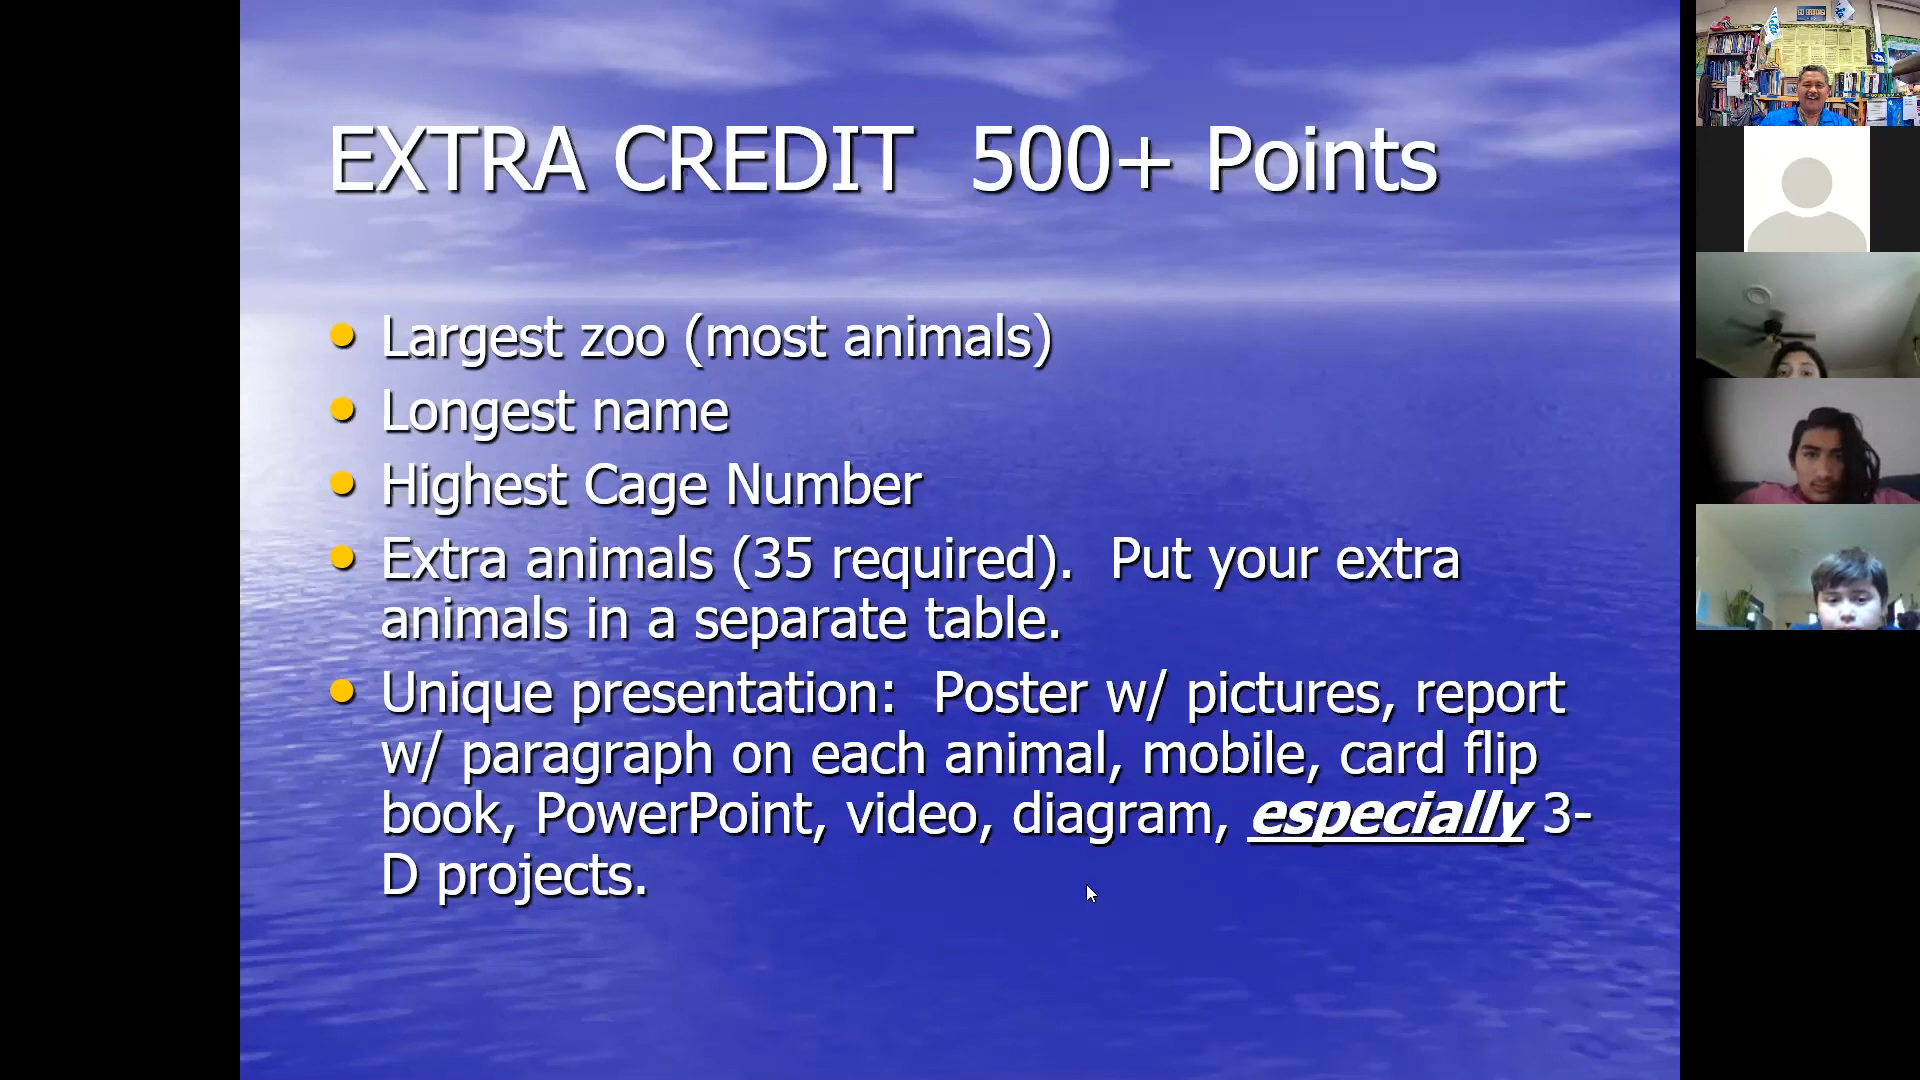 EXTRA CREDIT  500+ Points
Largest zoo (most animals)
Longest name
Highest Cage Number
Extra animals (35 required).  Put your extra
animals in a separate table.
Unique presentation:  Poster w/ pictures, report
w/ paragraph on each animal, mobile, card flip
book, PowerPoint, video, diagram, especially 3-
D projects.